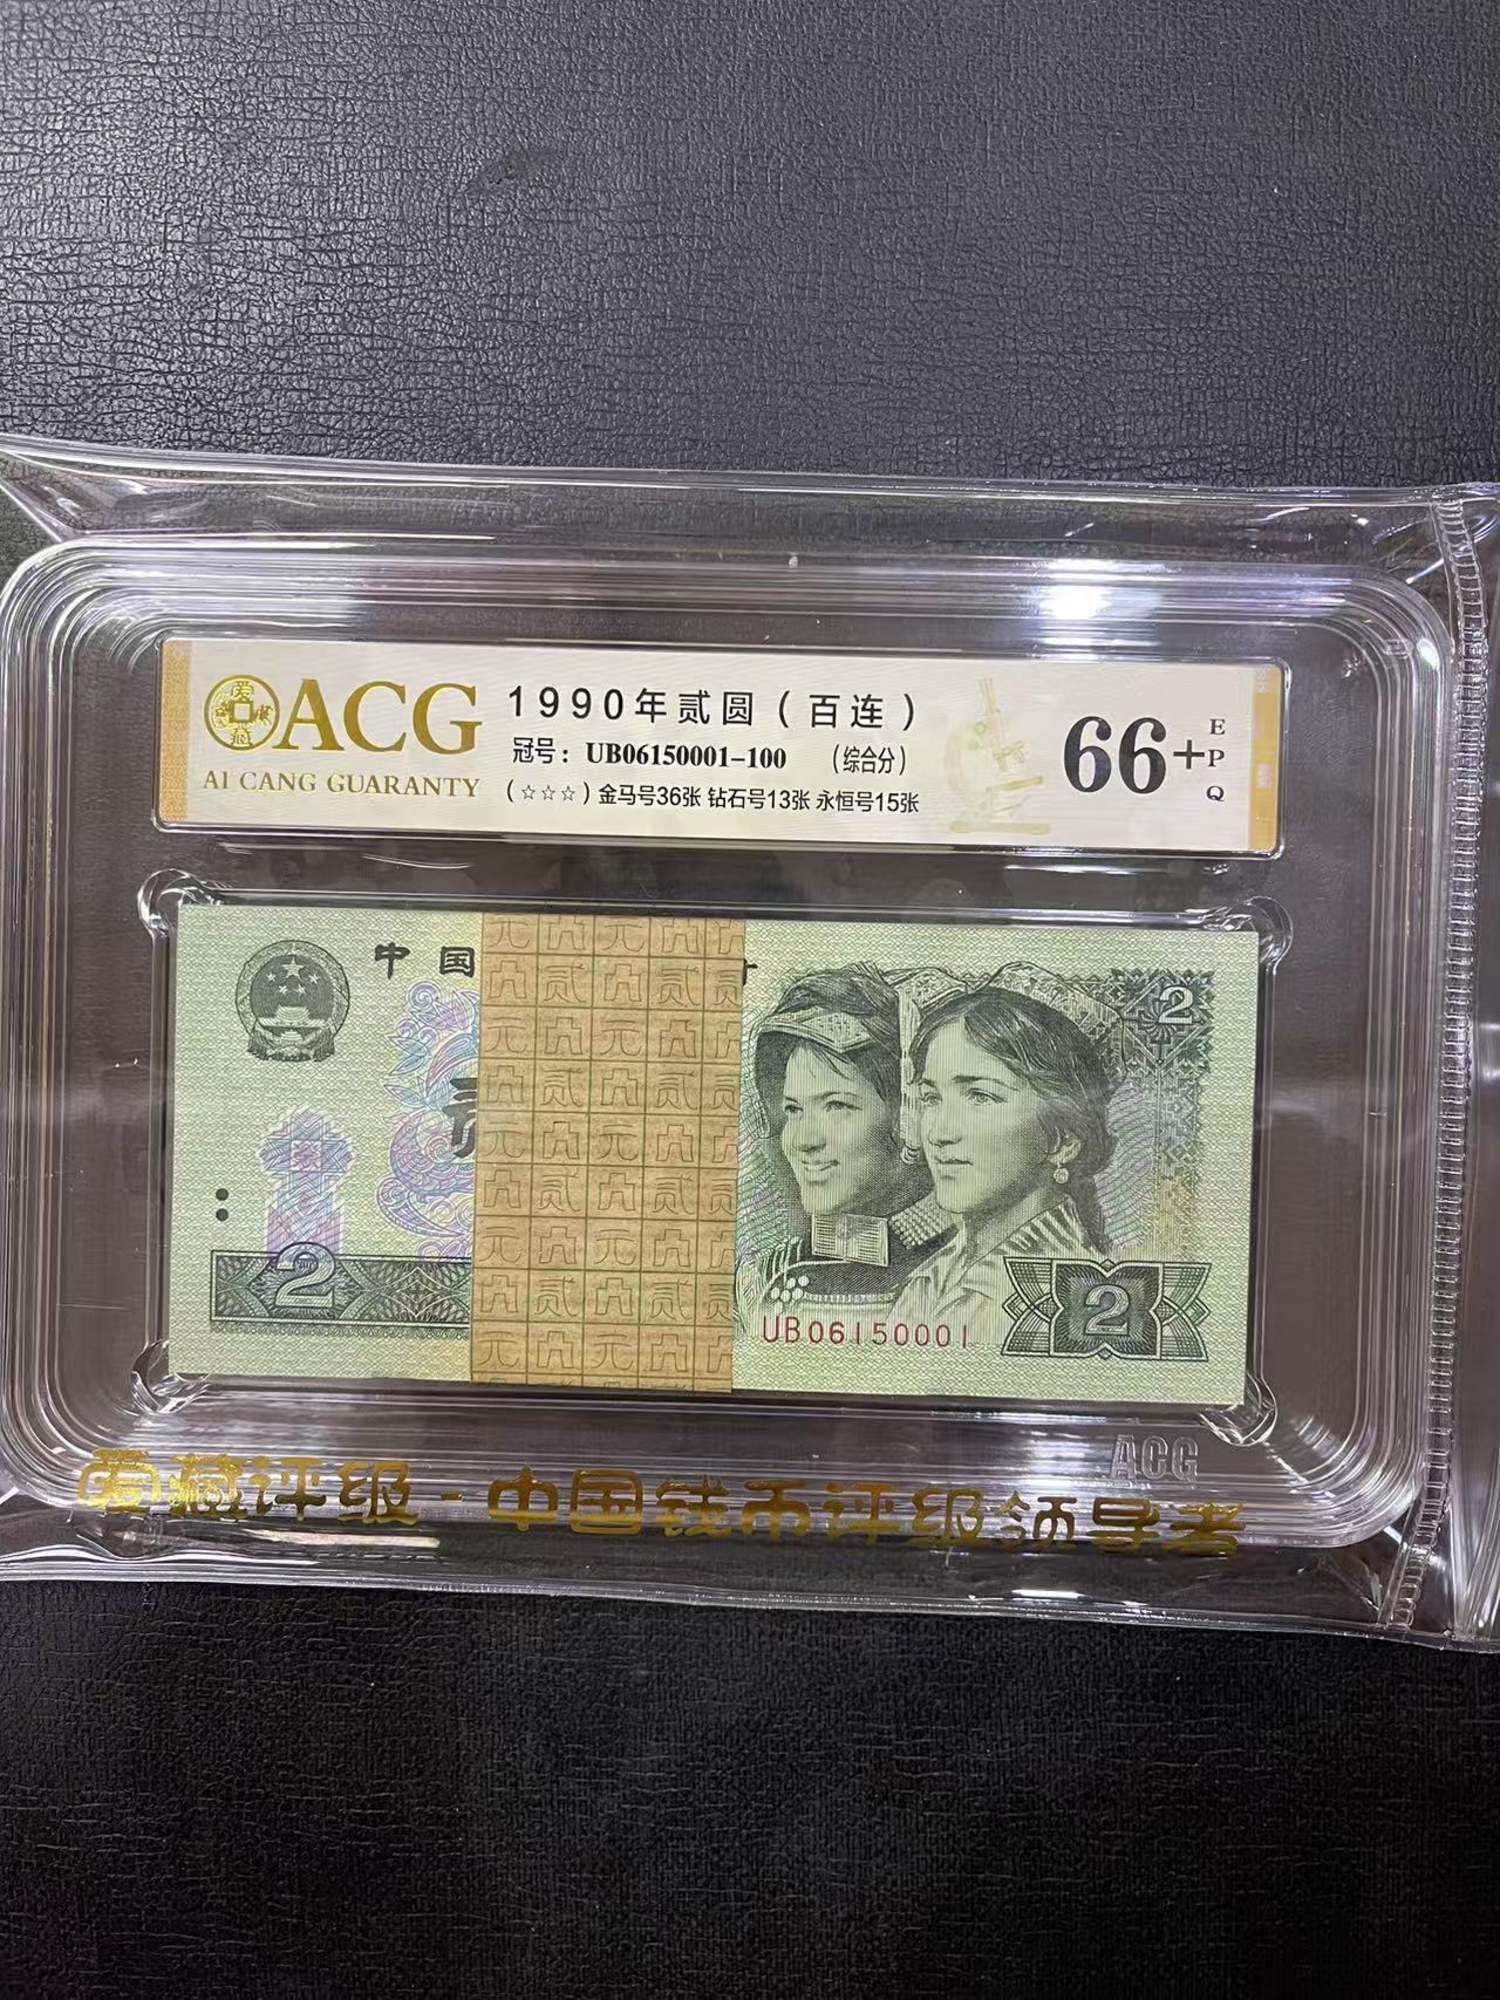 ACG
AI CANG GUARANTY
1990年贰圆（百连）
冠号：UB06150001-100 （综合分）
（☆☆☆）金马号36张 钻石号13张 永恒号15张
66+
EPQ
中国
贰
2
2
2
UB06150001
ACG
爱藏评级-中国钱币评级领导者